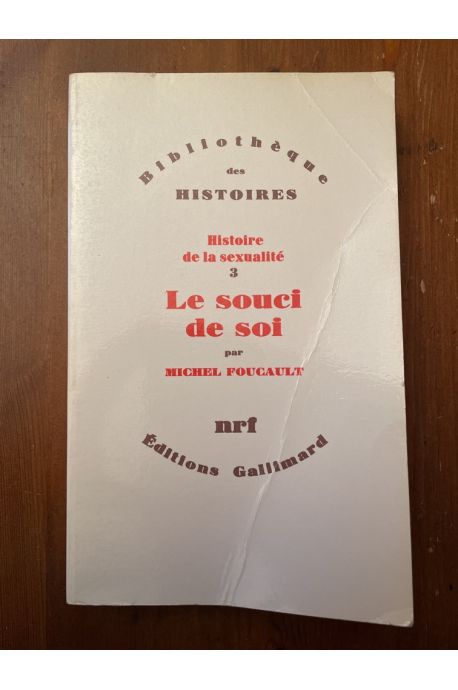 Bibliothèque
des
HISTOIRES
Histoire
de la sexualité
3
Le souci
de soi
par
MICHEL FOUCAULT
nrf
Éditions Gallimard